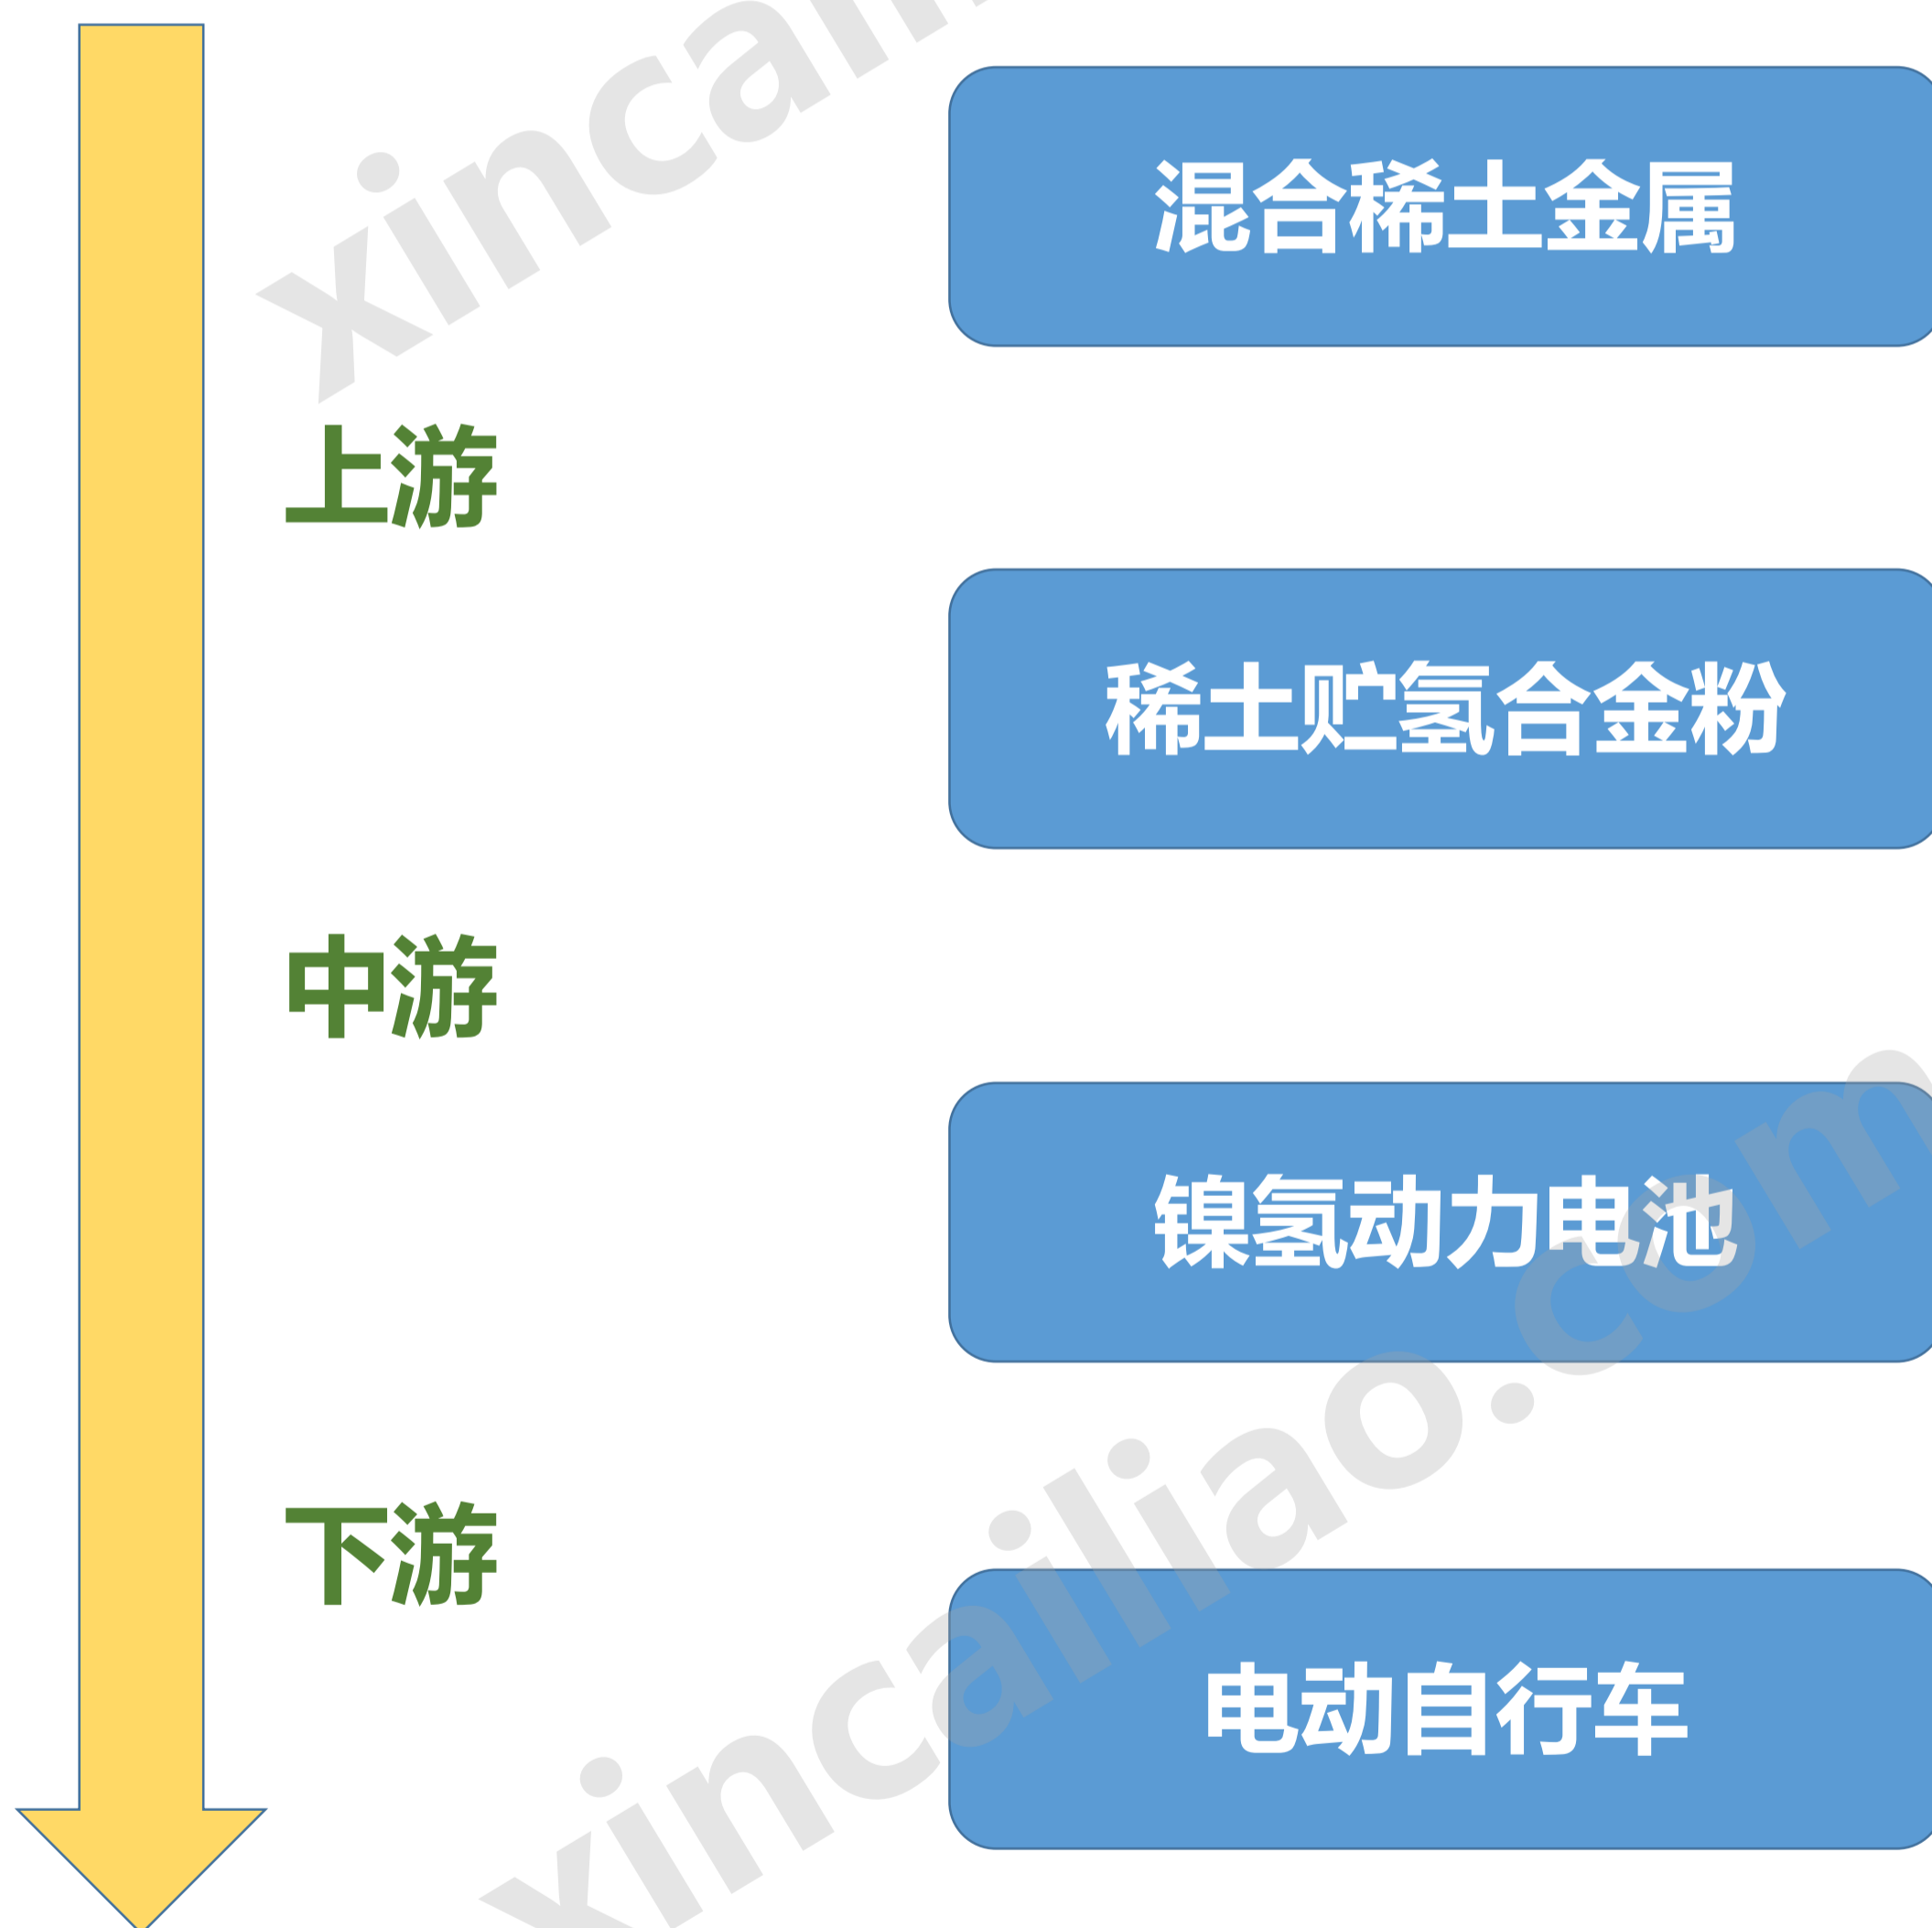 xinca
混合稀土金属
上游
稀土贮氢合金粉
中游
镍氢动力电池
下游
电动自行车
xincailiao.com